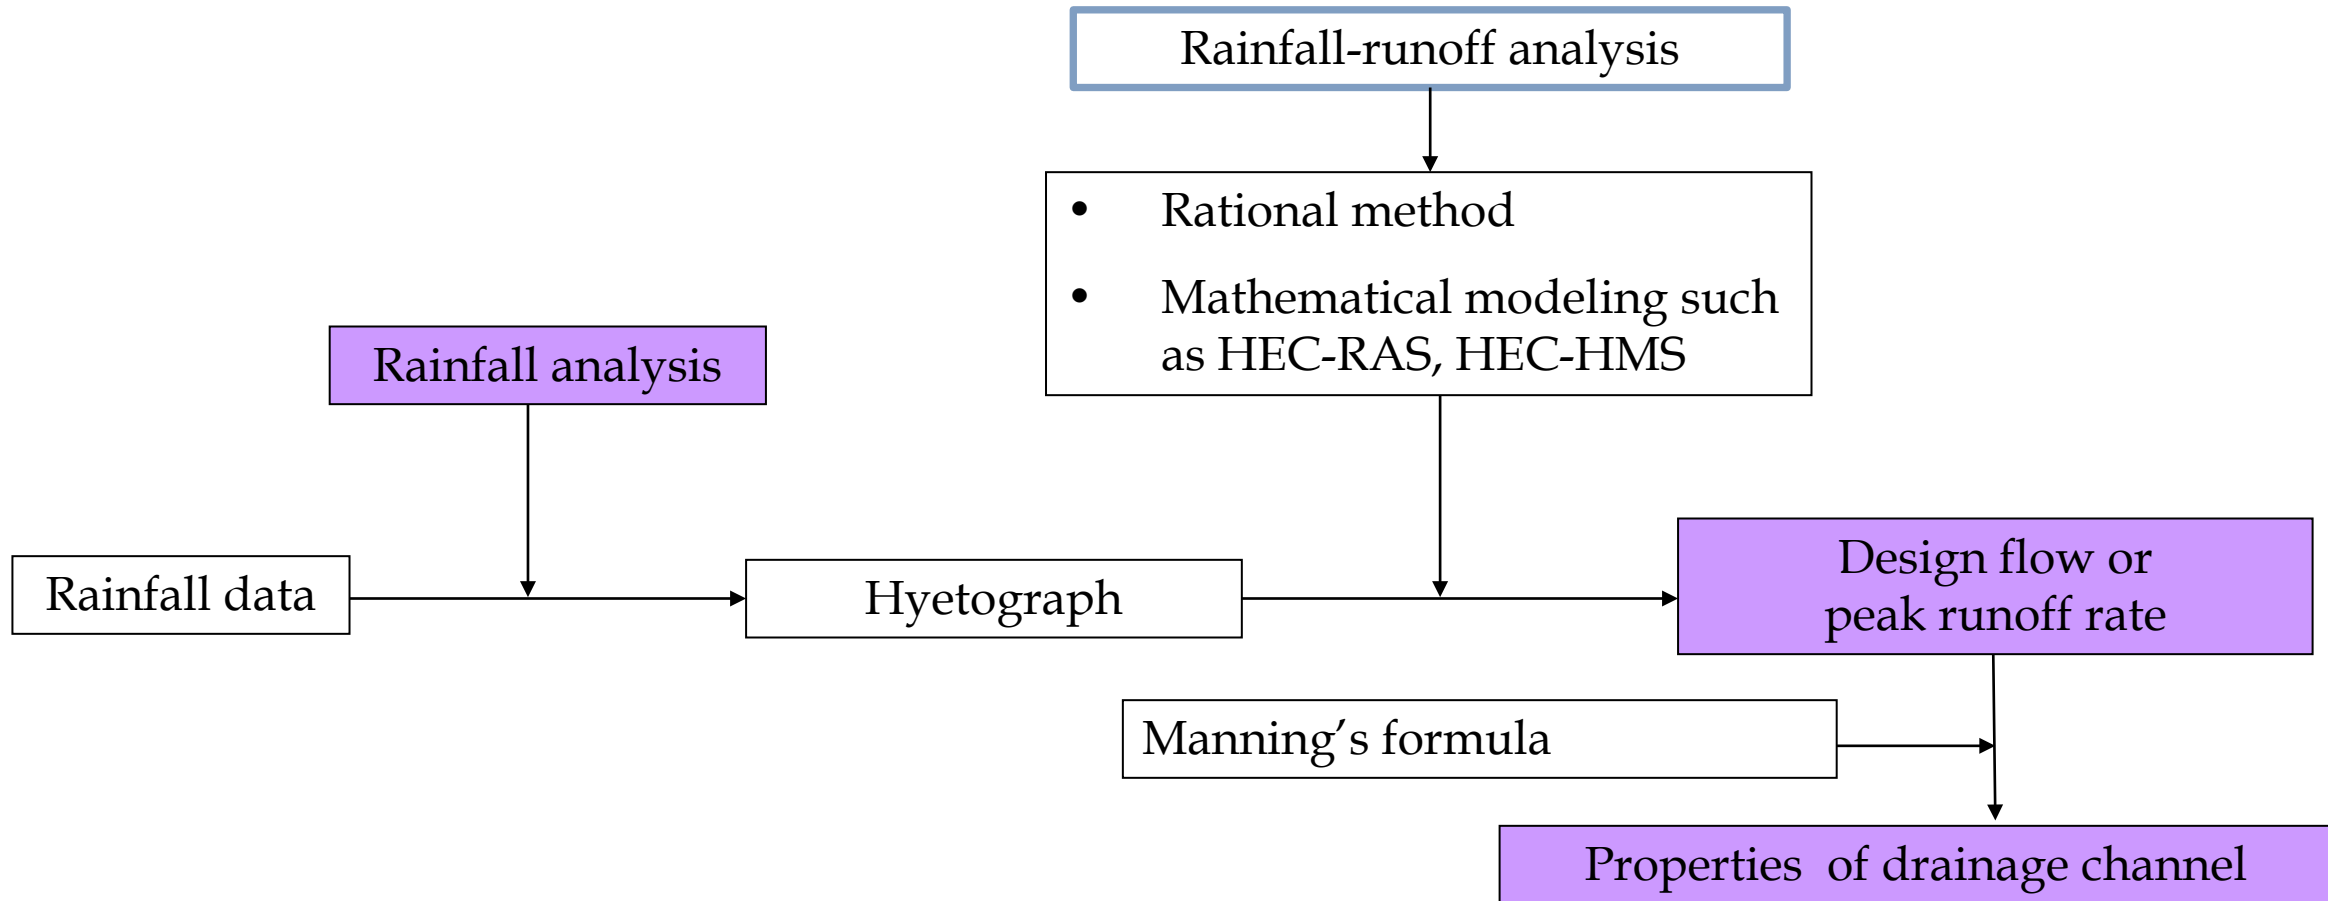 Rainfall-runoff analysis
• Rational method
• Mathematical modeling such
as HEC-RAS, HEC-HMS
Rainfall analysis
Rainfall data
Hyetograph
Design flow or
peak runoff rate
Manning’s formula
Properties of drainage channel